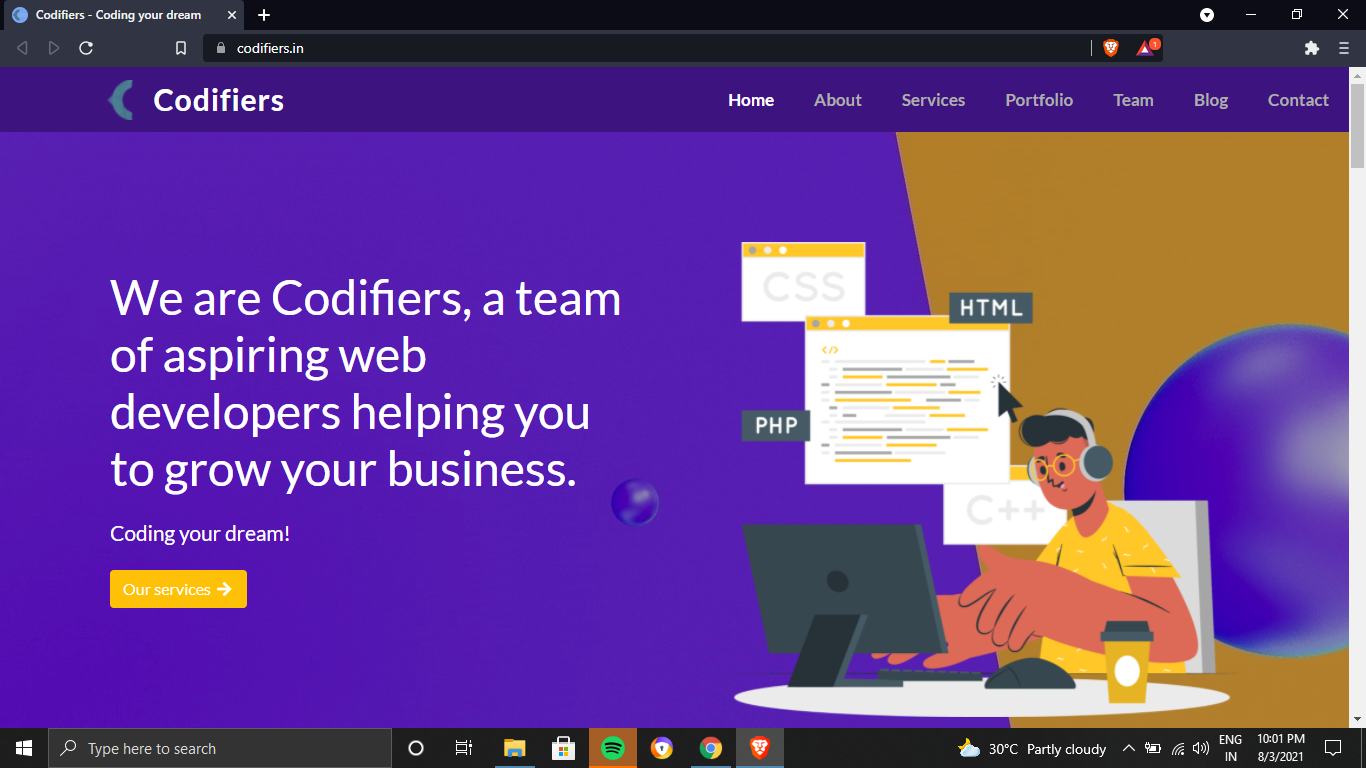 Codifiers - Coding your dream
codifiers.in
1
Codifiers
Home About Services Portfolio Team Blog Contact
We are Codifiers, a team
of aspiring web
developers helping you
to grow your business.
Coding your dream!
Our services
CSS
HTML
</>
PHP
C++
Type here to search
30°C Partly cloudy
ENG
IN
10:01 PM
8/3/2021